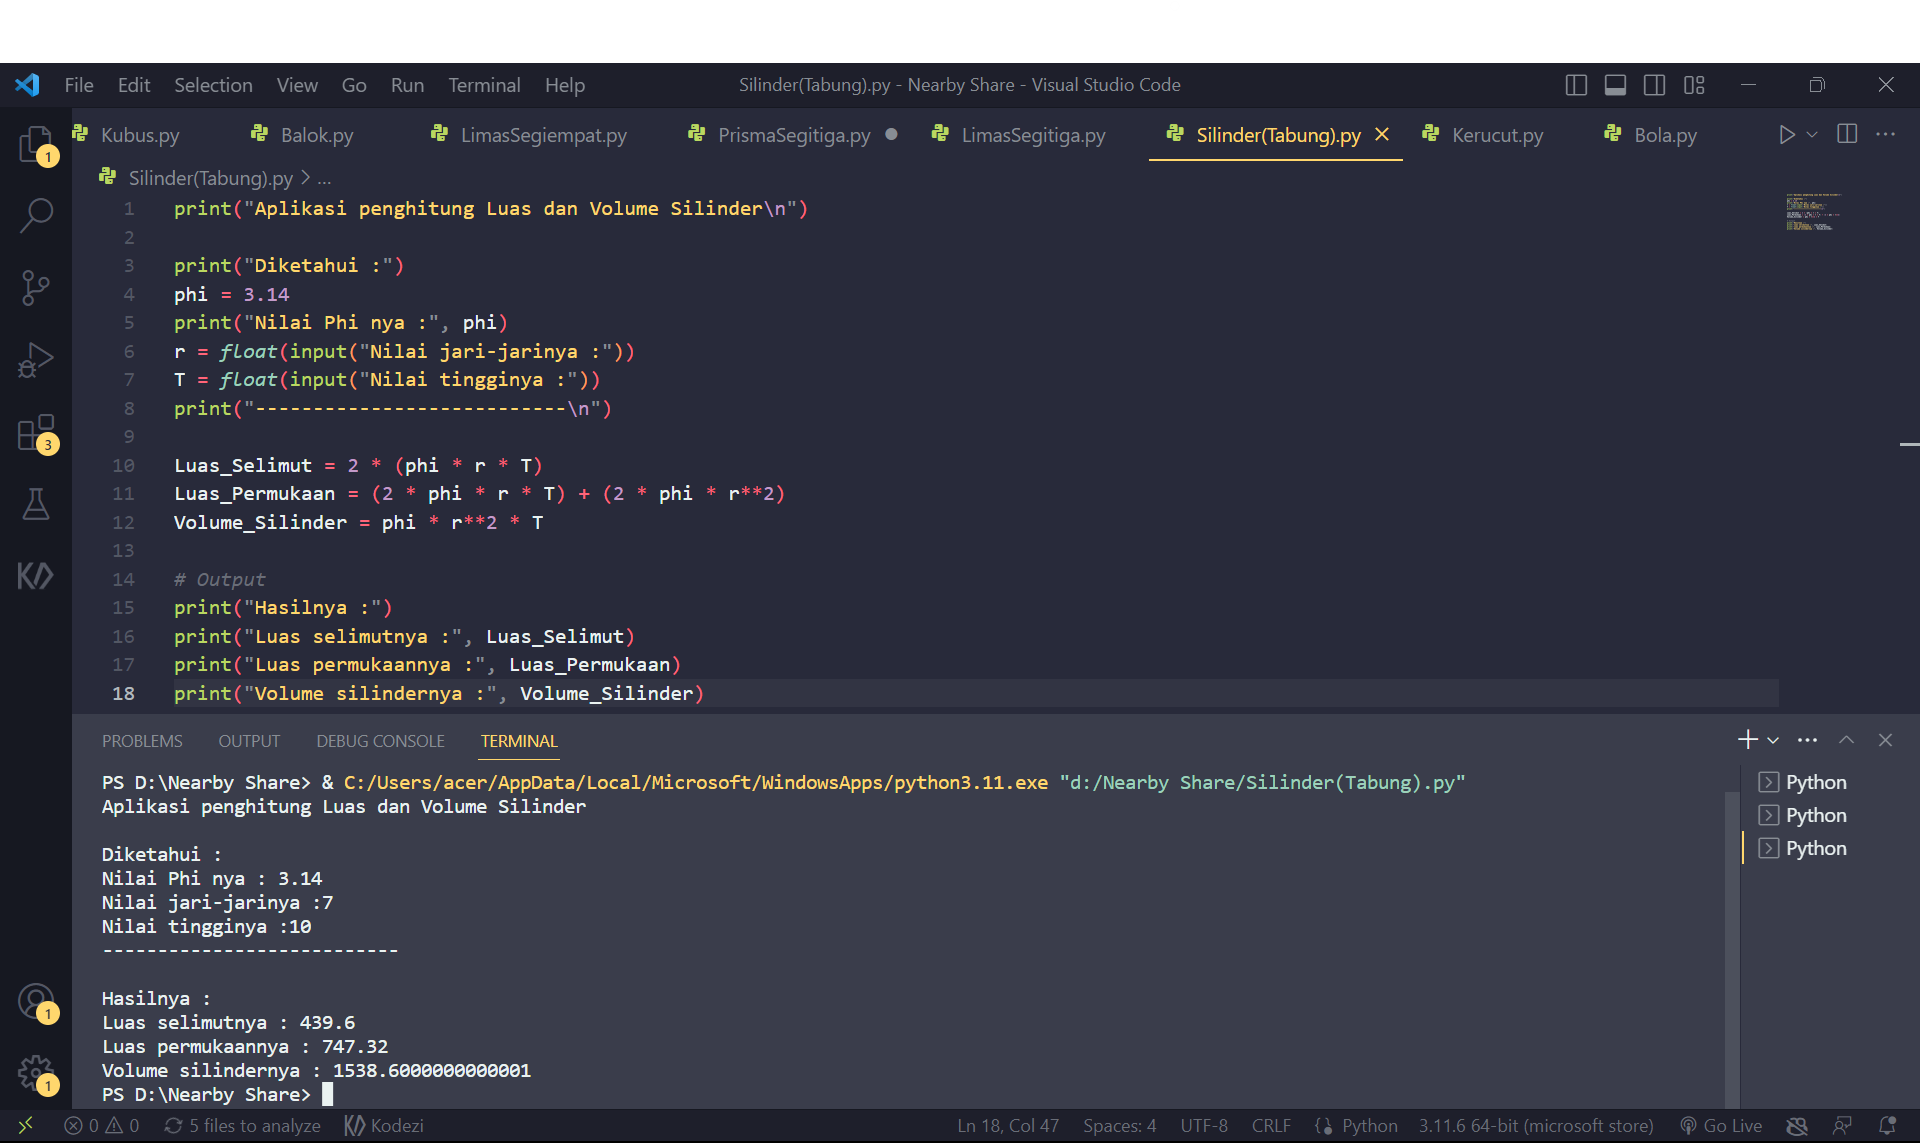 File Edit Selection View Go Run Terminal Help
Silinder(Tabung).py - Nearby Share - Visual Studio Code
Kubus.py Balok.py LimasSegiempat.py PrismaSegitiga.py LimasSegitiga.py Silinder(Tabung).py Kerucut.py Bola.py
Silinder(Tabung).py > ...
1 print("Aplikasi penghitung Luas dan Volume Silinder\n")
2
3 print("Diketahui :")
4 phi = 3.14
5 print("Nilai Phi nya :", phi)
6 r = float(input("Nilai jari-jarinya :"))
7 T = float(input("Nilai tingginya :"))
8 print("---------------------------\n")
9
10 Luas_Selimut = 2 * (phi * r * T)
11 Luas_Permukaan = (2 * phi * r * T) + (2 * phi * r**2)
12 Volume_Silinder = phi * r**2 * T
13
14 # Output
15 print("Hasilnya :")
16 print("Luas selimutnya :", Luas_Selimut)
17 print("Luas permukaannya :", Luas_Permukaan)
18 print("Volume silindernya :", Volume_Silinder)
PROBLEMS OUTPUT DEBUG CONSOLE TERMINAL
PS D:\Nearby Share> & C:/Users/acer/AppData/Local/Microsoft/WindowsApps/python3.11.exe "d:/Nearby Share/Silinder(Tabung).py"
Aplikasi penghitung Luas dan Volume Silinder
Diketahui :
Nilai Phi nya : 3.14
Nilai jari-jarinya :7
Nilai tingginya :10
---------------------------
Hasilnya :
Luas selimutnya : 439.6
Luas permukaannya : 747.32
Volume silindernya : 1538.6000000000001
PS D:\Nearby Share>
Python
Python
Python
1
3
1
1
0 0 5 files to analyze Kodezi Ln 18, Col 47 Spaces: 4 UTF-8 CRLF Python 3.11.6 64-bit (microsoft store) Go Live